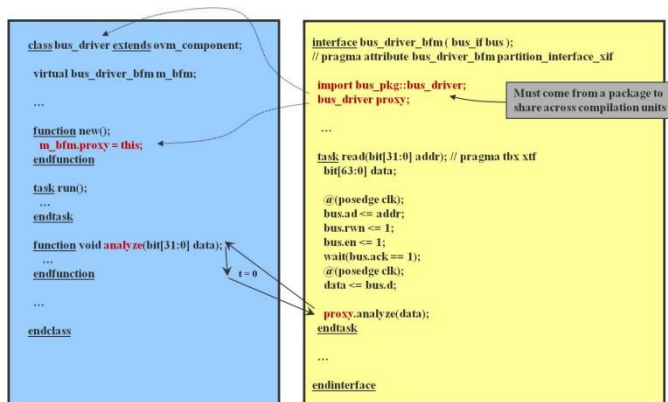 class bus_driver extends ovm_component;
virtual bus_driver_bfm m_bfm;
...
function new();
m_bfm.proxy = this;
endfunction
task run();
...
endtask
function void analyze(bit[31:0] data);
...
endfunction
t = 0
...
endclass
interface bus_driver_bfm ( bus_if bus );
// pragma attribute bus_driver_bfm partition_interface_xif
import bus_pkg::bus_driver;
bus_driver proxy;
Must come from a package to
share across compilation units
...
task read(bit[31:0] addr); // pragma tbx xtf
bit[63:0] data;
@(posedge clk);
bus.ad <= addr;
bus.rwn <= 1;
bus.en <= 1;
wait(bus.ack == 1);
@(posedge clk);
data <= bus.d;
proxy.analyze(data);
endtask
...
endinterface